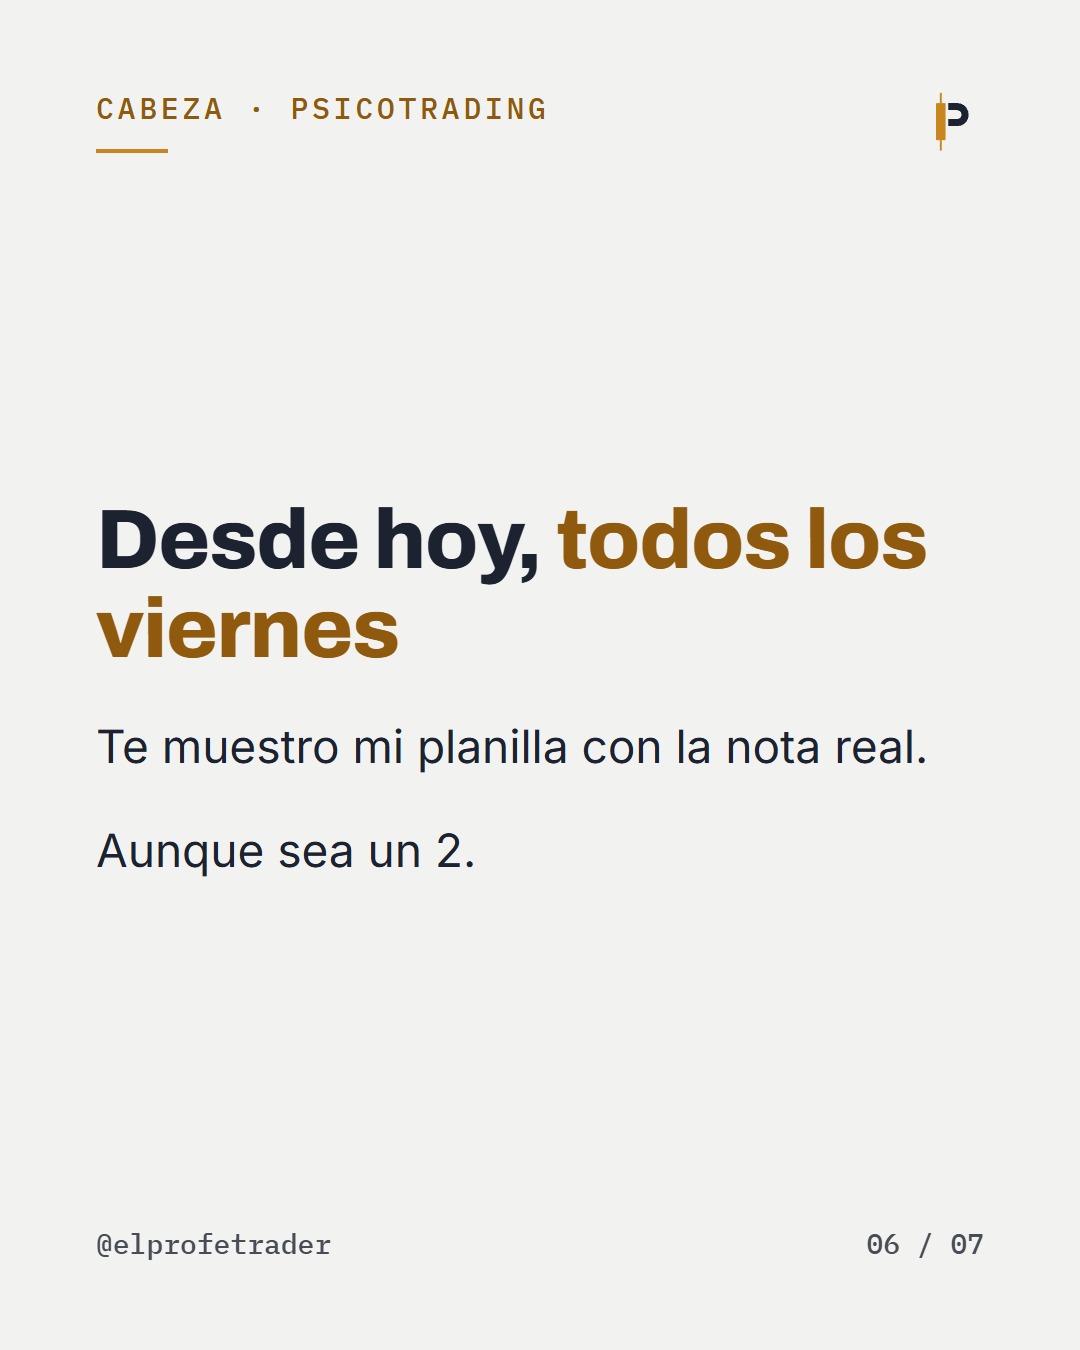 CABEZA · PSICOTRADING
Desde hoy, todos los
viernes
Te muestro mi planilla con la nota real.
Aunque sea un 2.
@elprofetrader
06 / 07